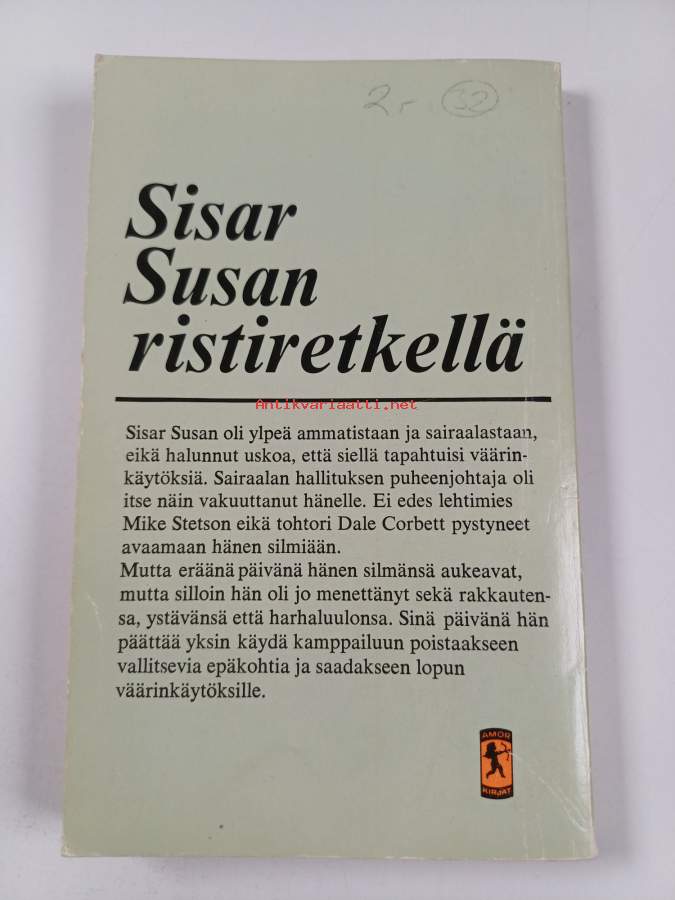 2,- 32
Sisar
Susan
ristiretkellä
Antikvariaatti.net
Sisar Susan oli ylpeä ammatistaan ja sairaalastaan,
eikä halunnut uskoa, että siellä tapahtuisi väärin-
käytöksiä. Sairaalan hallituksen puheenjohtaja oli
itse näin vakuuttanut hänelle. Ei edes lehtimies
Mike Stetson eikä tohtori Dale Corbett pystyneet
avaamaan hänen silmiään.
Mutta eräänä päivänä hänen silmänsä aukeavat,
mutta silloin hän oli jo menettänyt sekä rakkauten-
sa, ystävänsä että harhaluulonsa. Sinä päivänä hän
päättää yksin käydä kamppailuun poistaakseen
vallitsevia epäkohtia ja saadakseen lopun
väärinkäytöksille.
AMOR
KIRJAT